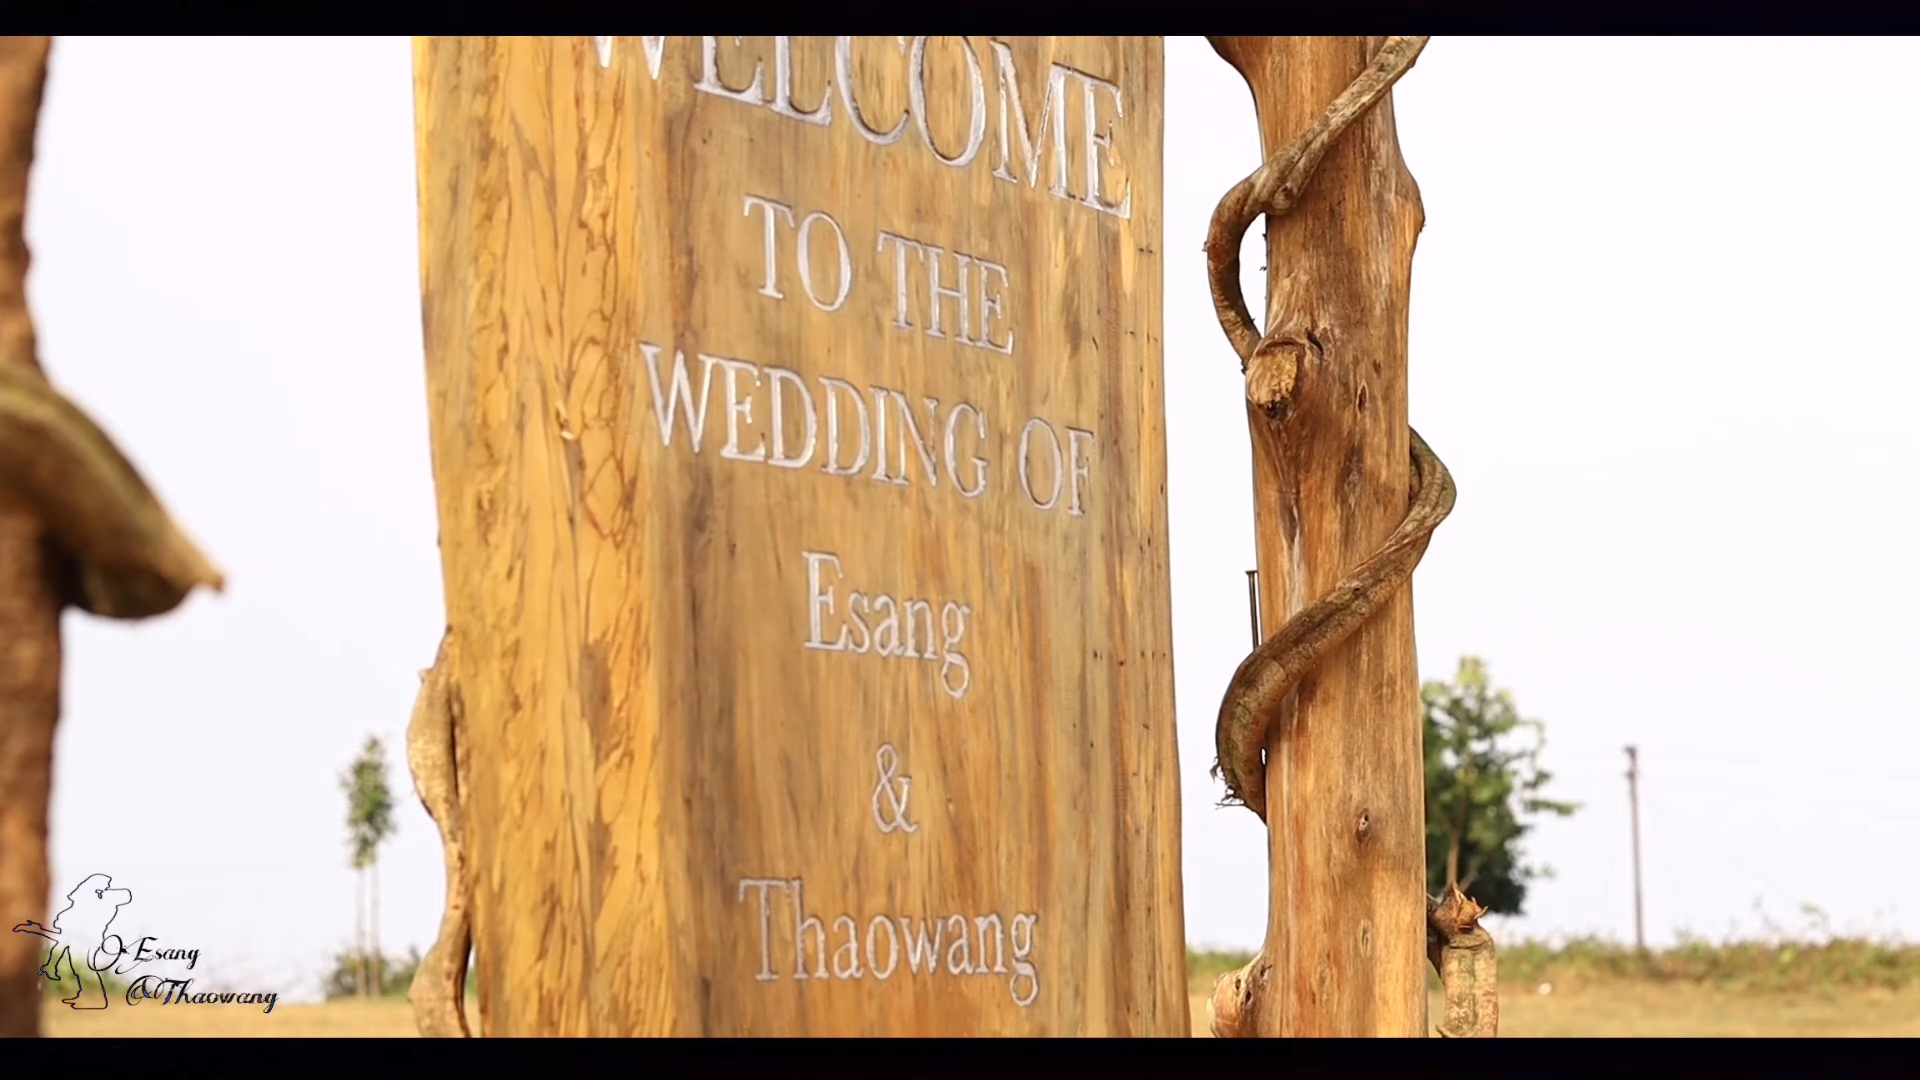 WELCOME
TO THE
WEDDING OF
Esang
&
Thaowang
Esang
&Thaowang